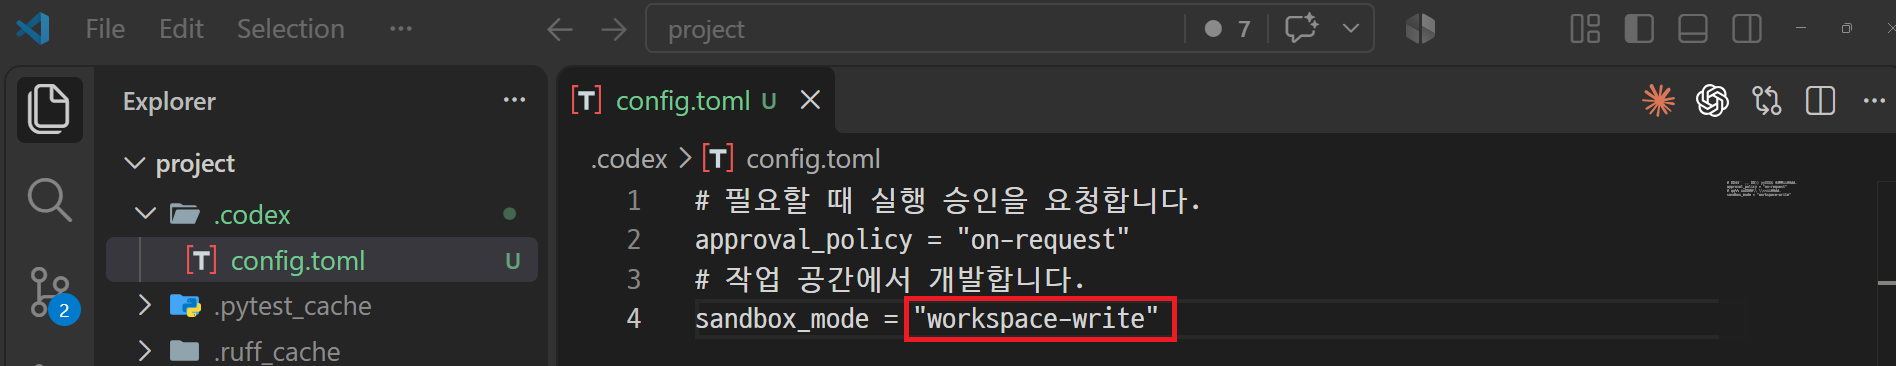 File Edit Selection ···
project
7
Explorer ···
project
.codex
config.toml U
.pytest_cache
.ruff_cache
2
config.toml U
.codex > config.toml
1 # 필요할 때 실행 승인을 요청합니다.
2 approval_policy = "on-request"
3 # 작업 공간에서 개발합니다.
4 sandbox_mode = "workspace-write"